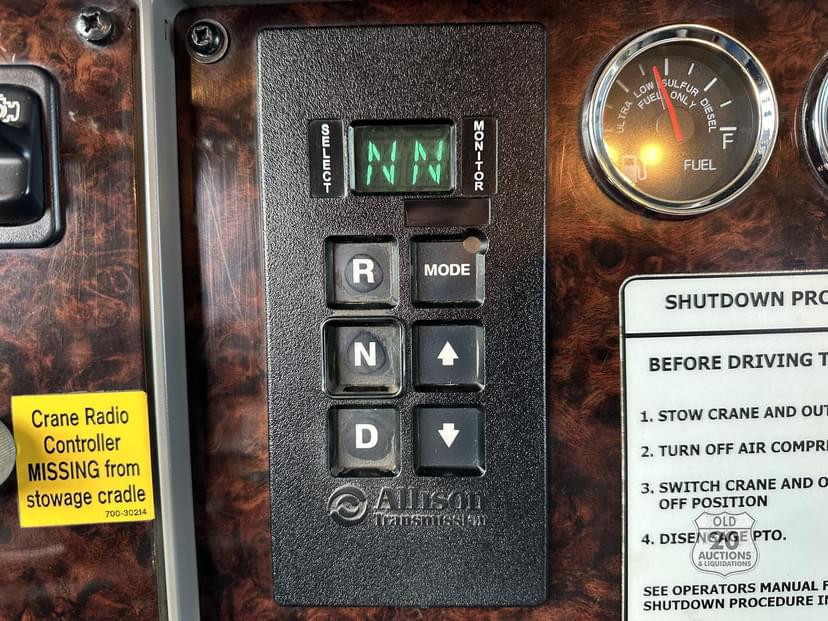 Crane Radio
Controller
MISSING from
stowage cradle
700-30214
SELECT
NN
MONITOR
R
MODE
N
D
Allison
Transmission
ULTRA LOW SULFUR DIESEL
FUEL ONLY
F
FUEL
SHUTDOWN PRO
BEFORE DRIVING T
1. STOW CRANE AND OUT
2. TURN OFF AIR COMPR
3. SWITCH CRANE AND O
OFF POSITION
4. DISENGAGE PTO.
SEE OPERATORS MANUAL F
SHUTDOWN PROCEDURE IN
OLD
20
AUCTIONS
& LIQUIDATIONS